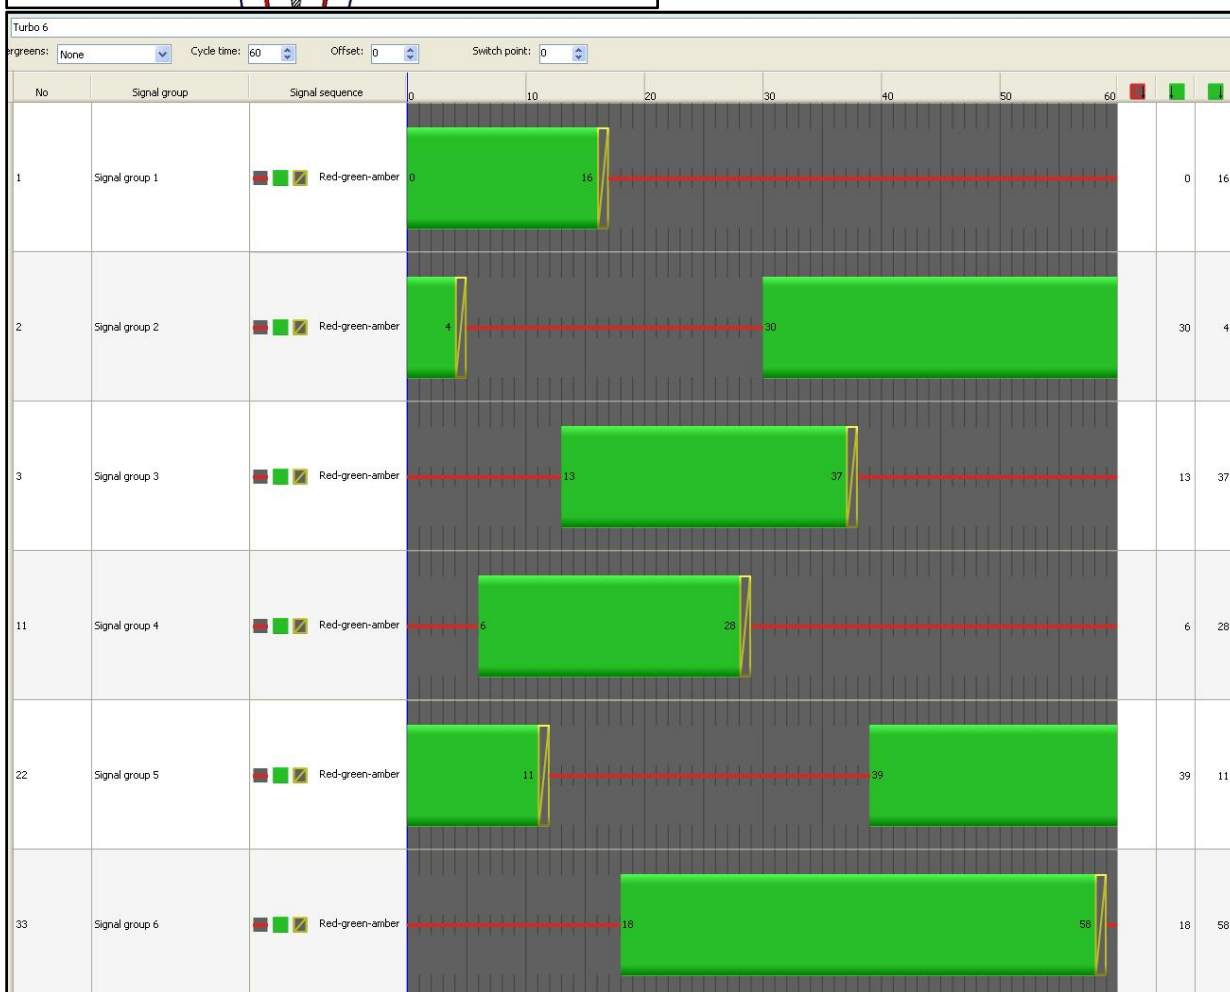 Turbo 6
ergreens: None Cycle time: 60 Offset: 0 Switch point: 0
No Signal group Signal sequence 0 10 20 30 40 50 60
1 Signal group 1 Red-green-amber 0 16 0 16
2 Signal group 2 Red-green-amber 4 30 30 4
3 Signal group 3 Red-green-amber 13 37 13 37
11 Signal group 4 Red-green-amber 6 28 6 28
22 Signal group 5 Red-green-amber 11 39 39 11
33 Signal group 6 Red-green-amber 18 58 18 58